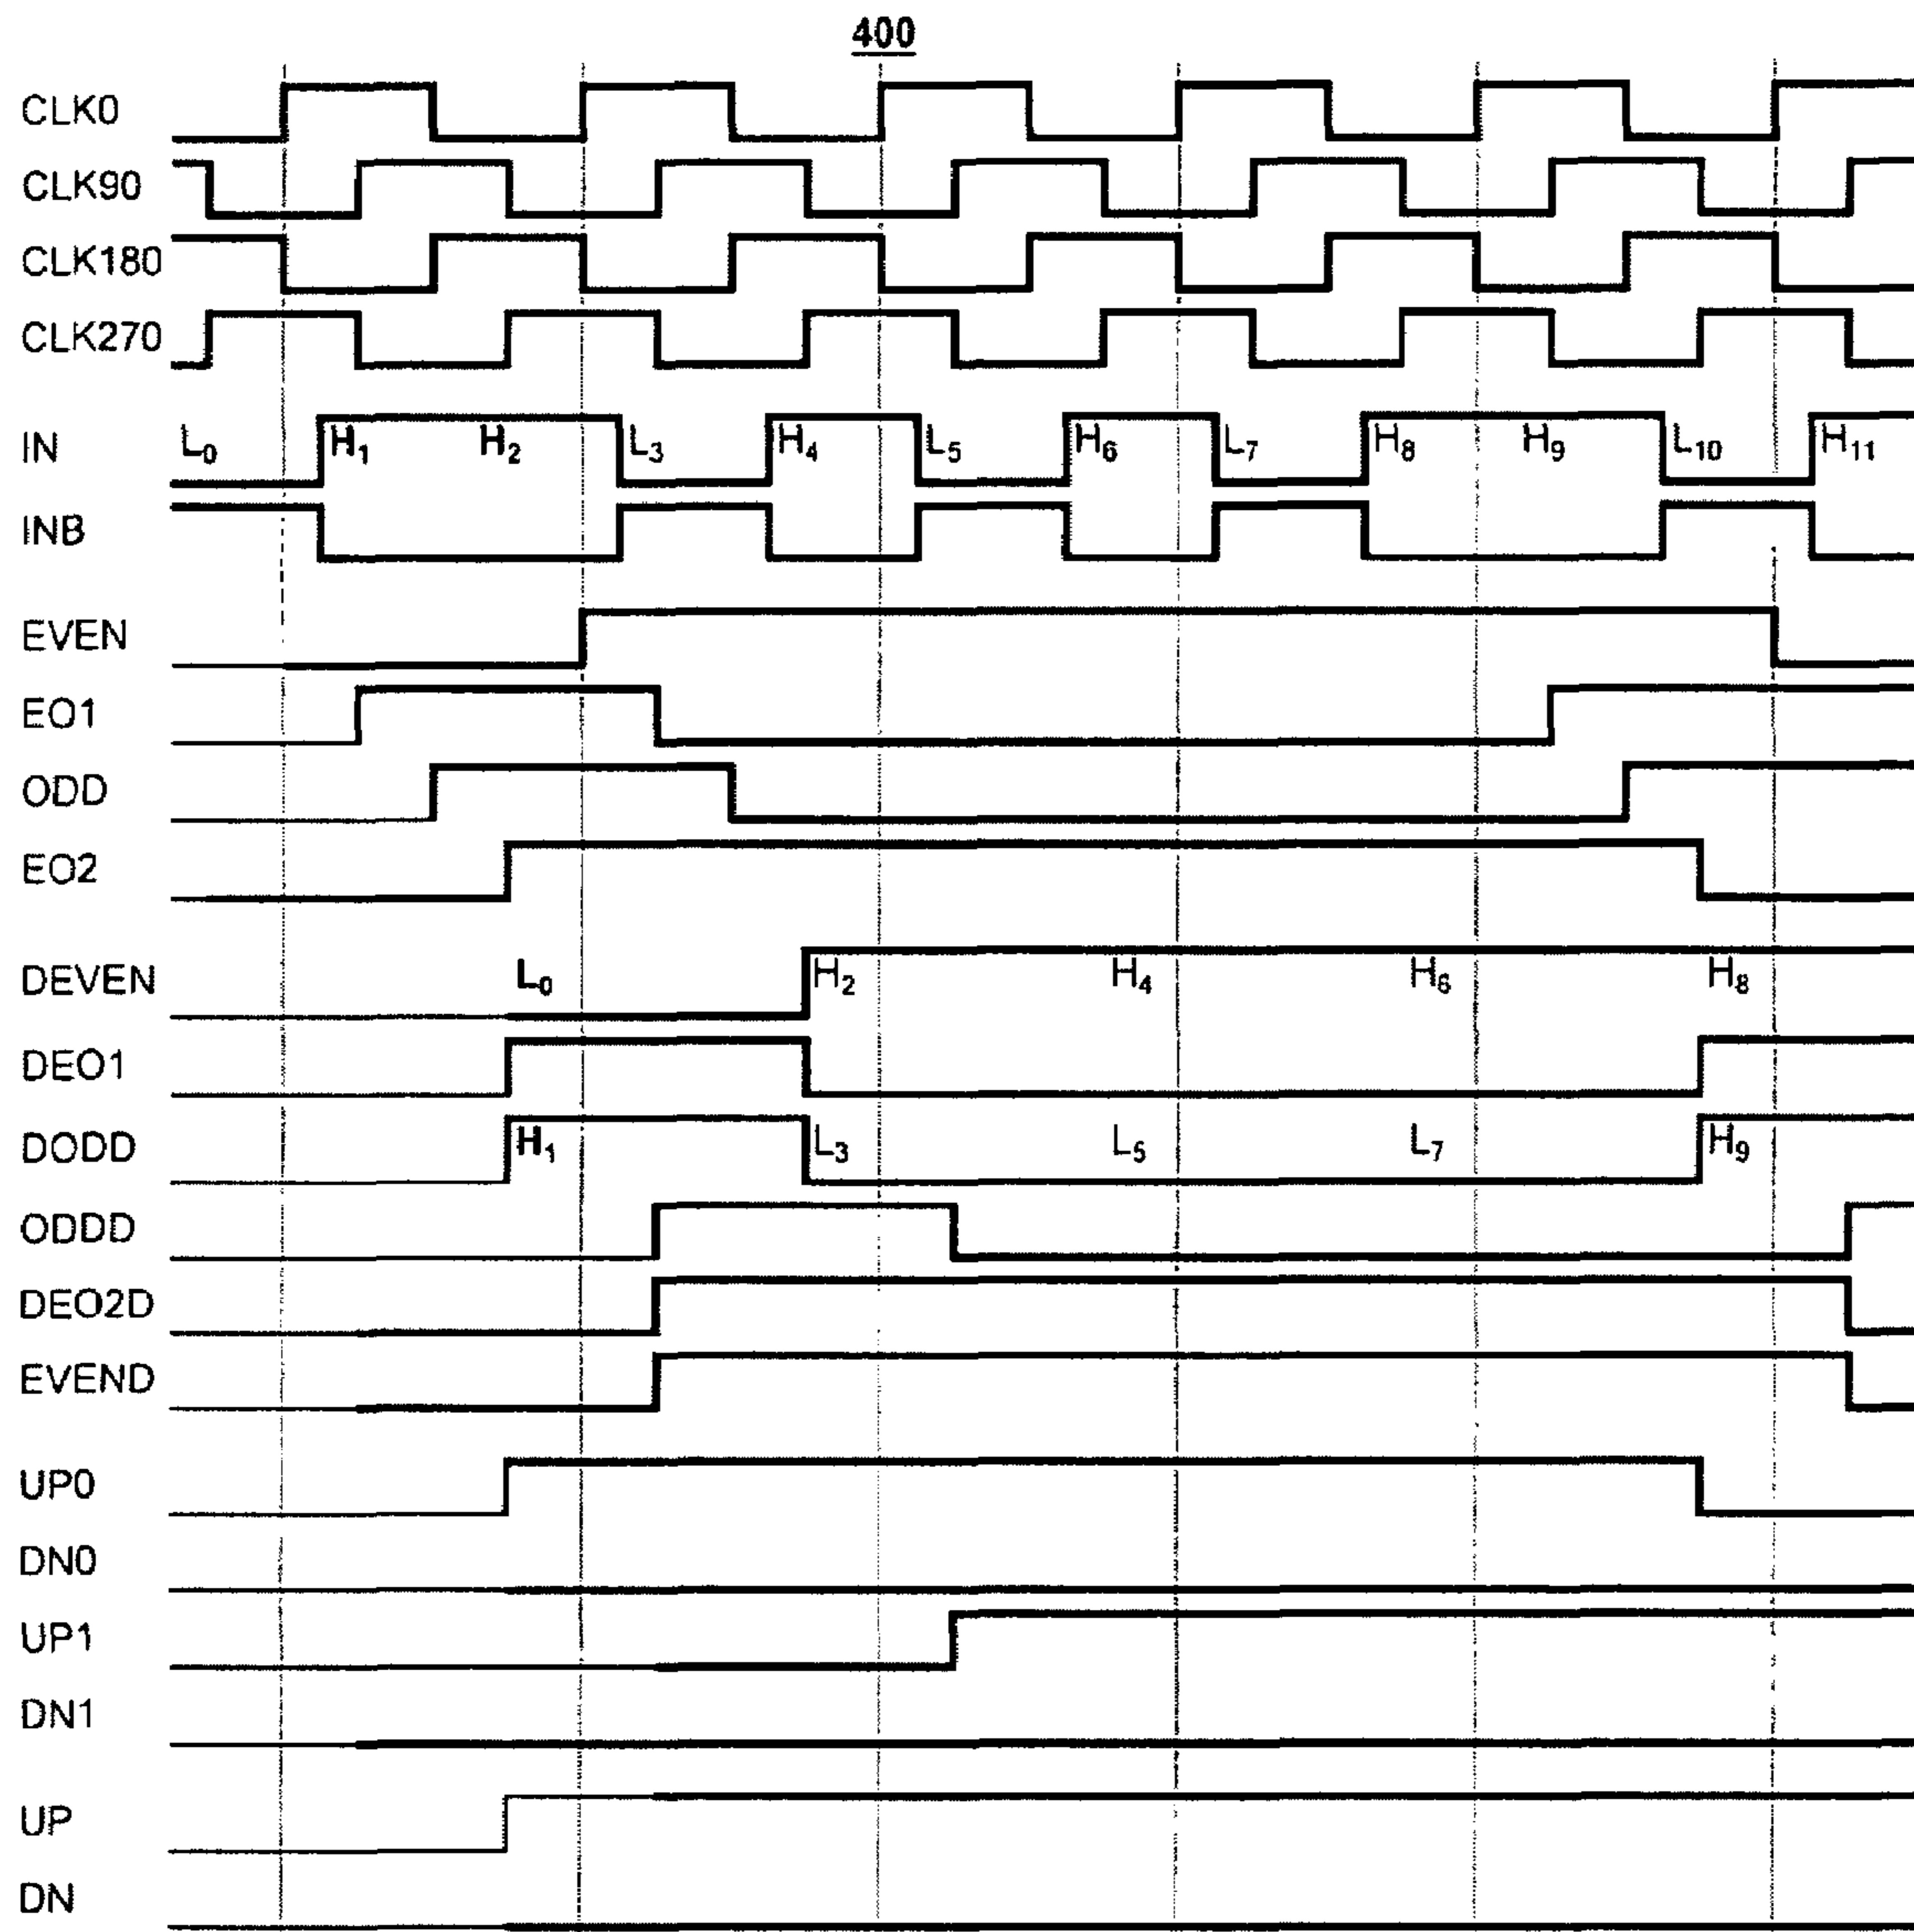 400
CLK0
CLK90
CLK180
CLK270
IN L₀ H₁ H₂ L₃ H₄ L₅ H₆ L₇ H₈ H₉ L₁₀ H₁₁
INB
EVEN
EO1
ODD
EO2
DEVEN L₀ H₂ H₄ H₆ H₈
DEO1
DODD H₁ L₃ L₅ L₇ H₉
ODDD
DEO2D
EVEND
UP0
DN0
UP1
DN1
UP
DN